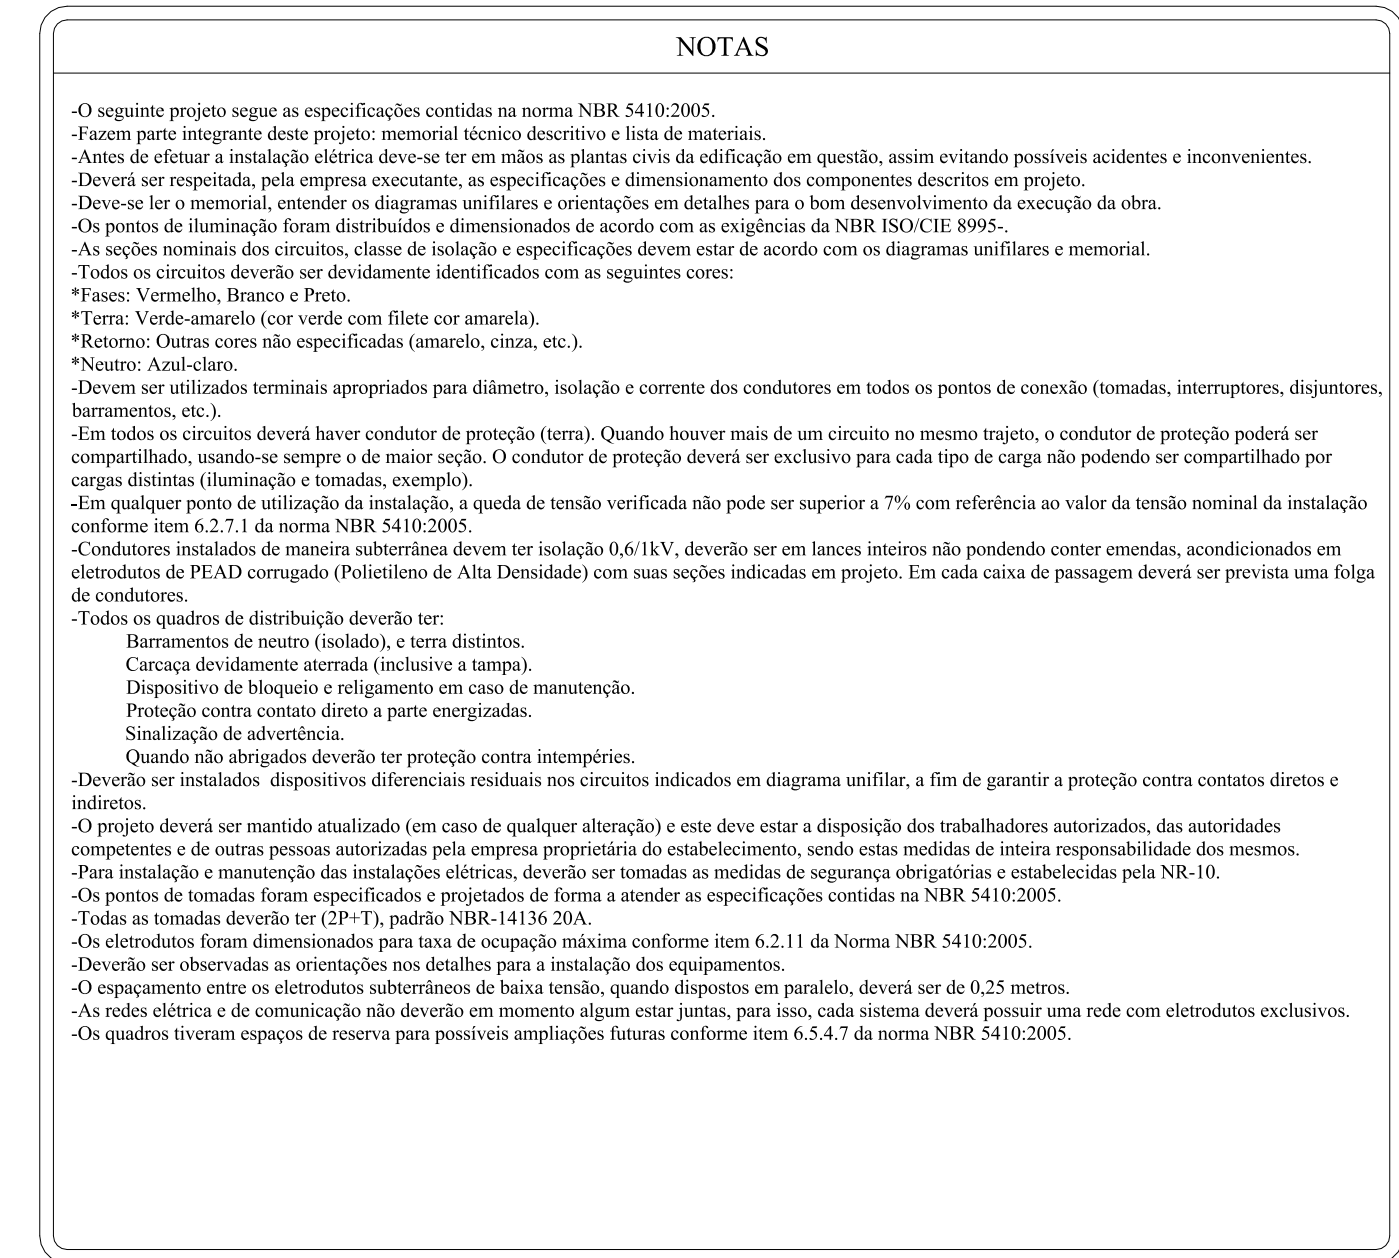 NOTAS
-O seguinte projeto segue as especificações contidas na norma NBR 5410:2005.
-Fazem parte integrante deste projeto: memorial técnico descritivo e lista de materiais.
-Antes de efetuar a instalação elétrica deve-se ter em mãos as plantas civis da edificação em questão, assim evitando possíveis acidentes e inconvenientes.
-Deverá ser respeitada, pela empresa executante, as especificações e dimensionamento dos componentes descritos em projeto.
-Deve-se ler o memorial, entender os diagramas unifilares e orientações em detalhes para o bom desenvolvimento da execução da obra.
-Os pontos de iluminação foram distribuídos e dimensionados de acordo com as exigências da NBR ISO/CIE 8995-.
-As seções nominais dos circuitos, classe de isolação e especificações devem estar de acordo com os diagramas unifilares e memorial.
-Todos os circuitos deverão ser devidamente identificados com as seguintes cores:
*Fases: Vermelho, Branco e Preto.
*Terra: Verde-amarelo (cor verde com filete cor amarela).
*Retorno: Outras cores não especificadas (amarelo, cinza, etc.).
*Neutro: Azul-claro.
-Devem ser utilizados terminais apropriados para diâmetro, isolação e corrente dos condutores em todos os pontos de conexão (tomadas, interruptores, disjuntores,
barramentos, etc.).
-Em todos os circuitos deverá haver condutor de proteção (terra). Quando houver mais de um circuito no mesmo trajeto, o condutor de proteção poderá ser
compartilhado, usando-se sempre o de maior seção. O condutor de proteção deverá ser exclusivo para cada tipo de carga não podendo ser compartilhado por
cargas distintas (iluminação e tomadas, exemplo).
-Em qualquer ponto de utilização da instalação, a queda de tensão verificada não pode ser superior a 7% com referência ao valor da tensão nominal da instalação
conforme item 6.2.7.1 da norma NBR 5410:2005.
-Condutores instalados de maneira subterrânea devem ter isolação 0,6/1kV, deverão ser em lances inteiros não pondendo conter emendas, acondicionados em
eletrodutos de PEAD corrugado (Polietileno de Alta Densidade) com suas seções indicadas em projeto. Em cada caixa de passagem deverá ser prevista uma folga
de condutores.
-Todos os quadros de distribuição deverão ter:
Barramentos de neutro (isolado), e terra distintos.
Carcaça devidamente aterrada (inclusive a tampa).
Dispositivo de bloqueio e religamento em caso de manutenção.
Proteção contra contato direto a parte energizadas.
Sinalização de advertência.
Quando não abrigados deverão ter proteção contra intempéries.
-Deverão ser instalados  dispositivos diferenciais residuais nos circuitos indicados em diagrama unifilar, a fim de garantir a proteção contra contatos diretos e
indiretos.
-O projeto deverá ser mantido atualizado (em caso de qualquer alteração) e este deve estar a disposição dos trabalhadores autorizados, das autoridades
competentes e de outras pessoas autorizadas pela empresa proprietária do estabelecimento, sendo estas medidas de inteira responsabilidade dos mesmos.
-Para instalação e manutenção das instalações elétricas, deverão ser tomadas as medidas de segurança obrigatórias e estabelecidas pela NR-10.
-Os pontos de tomadas foram especificados e projetados de forma a atender as especificações contidas na NBR 5410:2005.
-Todas as tomadas deverão ter (2P+T), padrão NBR-14136 20A.
-Os eletrodutos foram dimensionados para taxa de ocupação máxima conforme item 6.2.11 da Norma NBR 5410:2005.
-Deverão ser observadas as orientações nos detalhes para a instalação dos equipamentos.
-O espaçamento entre os eletrodutos subterrâneos de baixa tensão, quando dispostos em paralelo, deverá ser de 0,25 metros.
-As redes elétrica e de comunicação não deverão em momento algum estar juntas, para isso, cada sistema deverá possuir uma rede com eletrodutos exclusivos.
-Os quadros tiveram espaços de reserva para possíveis ampliações futuras conforme item 6.5.4.7 da norma NBR 5410:2005.